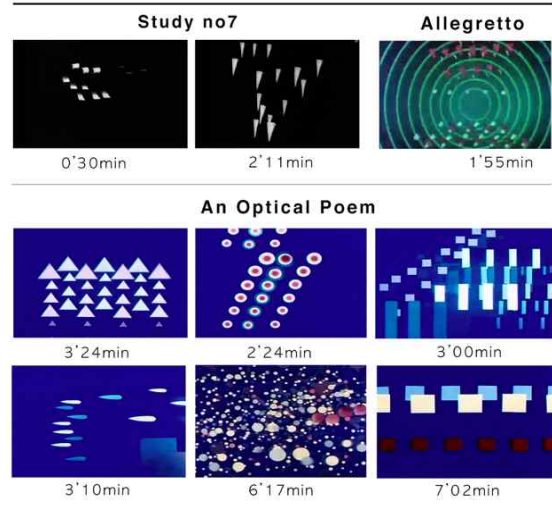 Study no7 Allegretto
0'30min 2'11min 1'55min
An Optical Poem
3'24min 2'24min 3'00min
3'10min 6'17min 7'02min